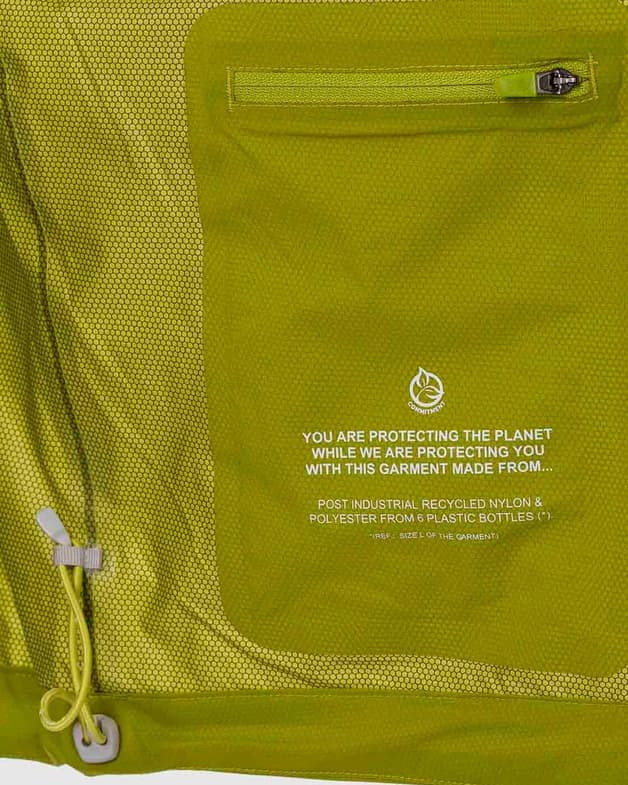 COMMITMENT
YOU ARE PROTECTING THE PLANET
WHILE WE ARE PROTECTING YOU
WITH THIS GARMENT MADE FROM...
POST INDUSTRIAL RECYCLED NYLON &
POLYESTER FROM 6 PLASTIC BOTTLES (*)
*(REF.: SIZE L OF THE GARMENT)